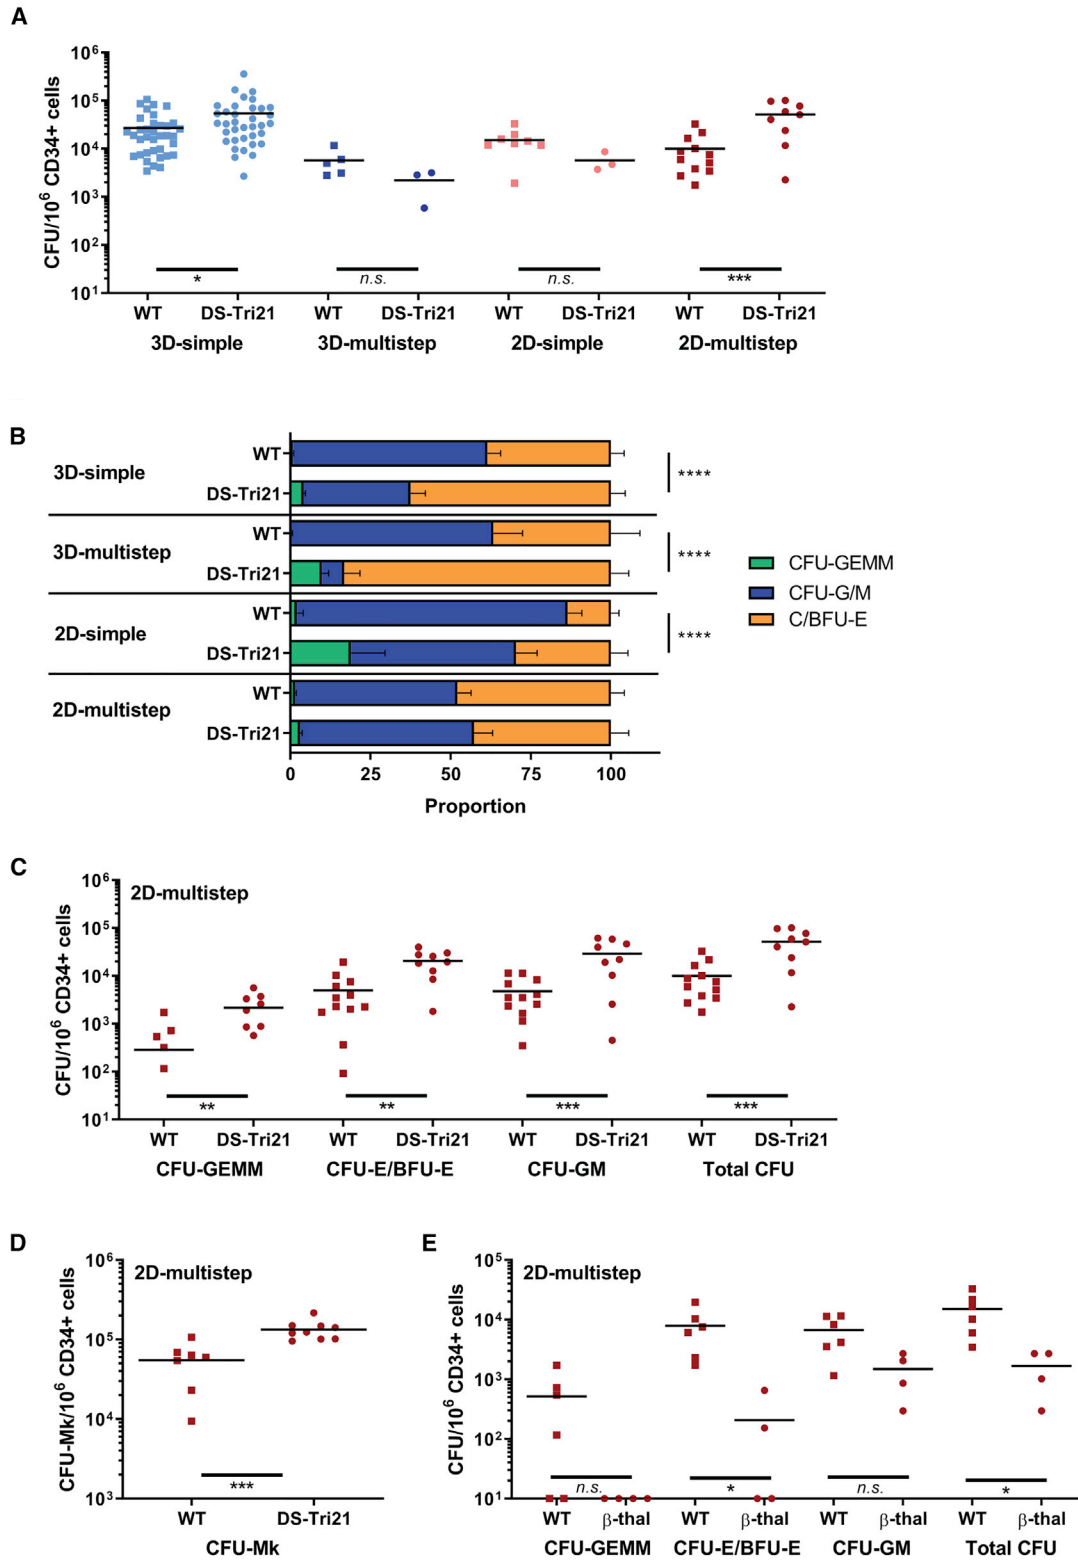 A
CFU/10⁶ CD34+ cells
10⁶
10⁵
10⁴
10³
10²
10¹
* n.s. n.s. ***
WT DS-Tri21 WT DS-Tri21 WT DS-Tri21 WT DS-Tri21
3D-simple 3D-multistep 2D-simple 2D-multistep
B
3D-simple
WT
DS-Tri21
****
3D-multistep
WT
DS-Tri21
****
2D-simple
WT
DS-Tri21
****
2D-multistep
WT
DS-Tri21
CFU-GEMM
CFU-G/M
C/BFU-E
0 25 50 75 100
Proportion
C
2D-multistep
CFU/10⁶ CD34+ cells
10⁶
10⁵
10⁴
10³
10²
10¹
** ** *** ***
WT DS-Tri21 WT DS-Tri21 WT DS-Tri21 WT DS-Tri21
CFU-GEMM CFU-E/BFU-E CFU-GM Total CFU
D
2D-multistep
CFU-Mk/10⁶ CD34+ cells
10⁶
10⁵
10⁴
10³
***
WT DS-Tri21
CFU-Mk
E
2D-multistep
CFU/10⁶ CD34+ cells
10⁵
10⁴
10³
10²
10¹
n.s. * n.s. *
WT β-thal WT β-thal WT β-thal WT β-thal
CFU-GEMM CFU-E/BFU-E CFU-GM Total CFU